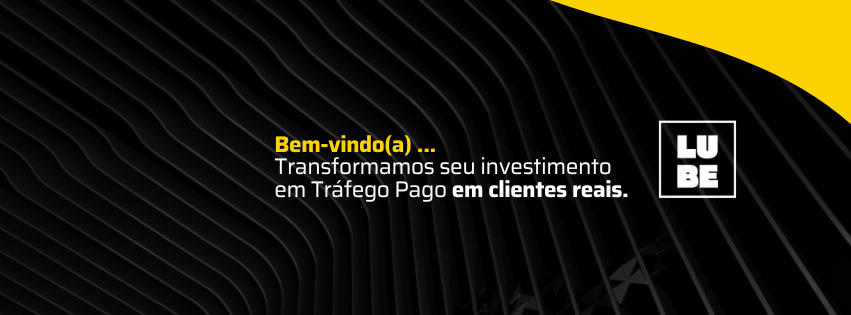 Bem-vindo(a) ...
Transformamos seu investimento
em Tráfego Pago em clientes reais.
LU
BE